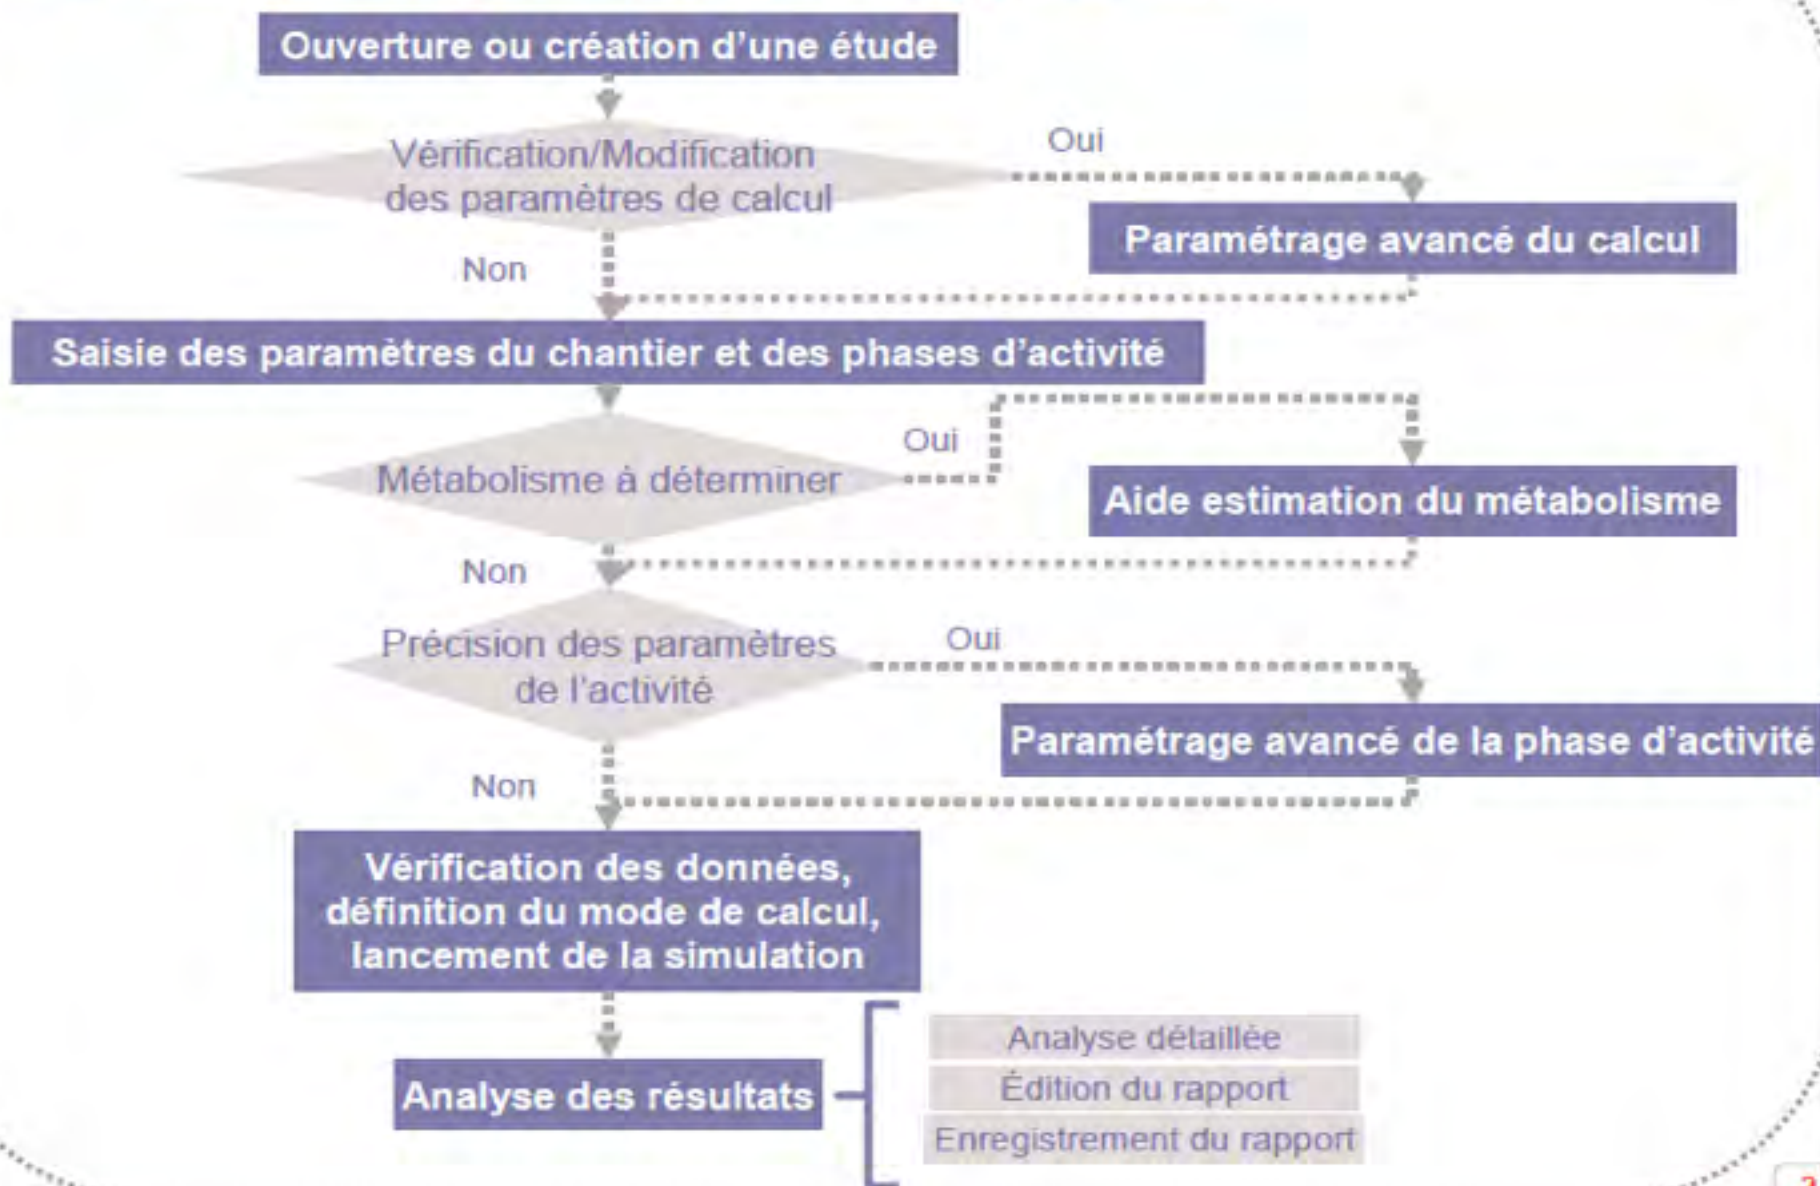 Ouverture ou création d'une étude
Vérification/Modification
des paramètres de calcul
Oui
Paramétrage avancé du calcul
Non
Saisie des paramètres du chantier et des phases d'activité
Métabolisme à déterminer
Oui
Aide estimation du métabolisme
Non
Précision des paramètres
de l'activité
Oui
Paramétrage avancé de la phase d'activité
Non
Vérification des données,
définition du mode de calcul,
lancement de la simulation
Analyse des résultats
Analyse détaillée
Édition du rapport
Enregistrement du rapport